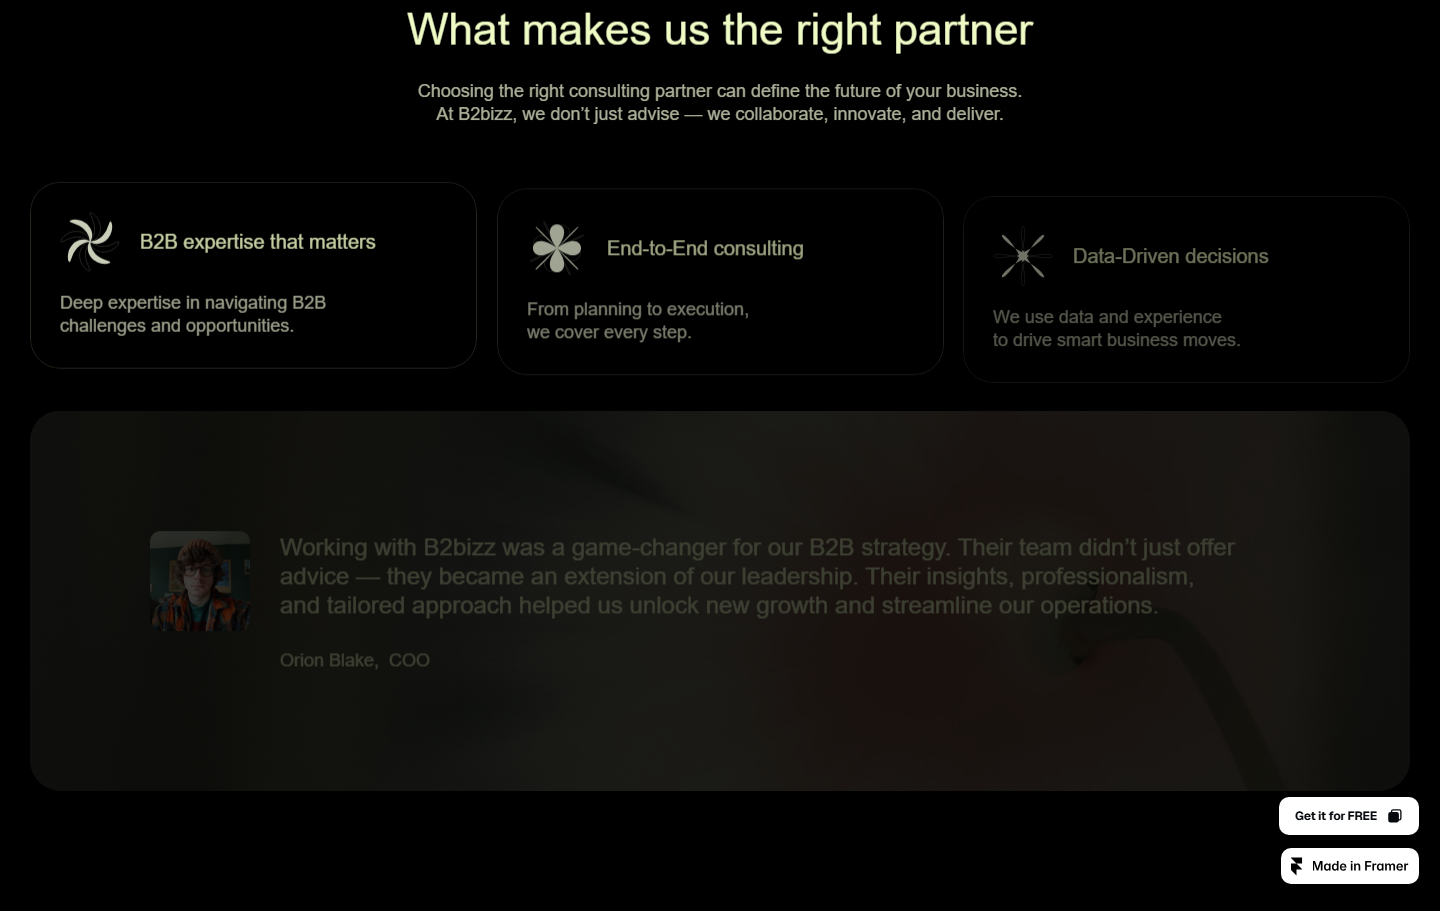 What makes us the right partner
Choosing the right consulting partner can define the future of your business.
At B2bizz, we don’t just advise — we collaborate, innovate, and deliver.
B2B expertise that matters
Deep expertise in navigating B2B
challenges and opportunities.
End-to-End consulting
From planning to execution,
we cover every step.
Data-Driven decisions
We use data and experience
to drive smart business moves.
Working with B2bizz was a game-changer for our B2B strategy. Their team didn’t just offer
advice — they became an extension of our leadership. Their insights, professionalism,
and tailored approach helped us unlock new growth and streamline our operations.
Orion Blake, COO
Get it for FREE
Made in Framer